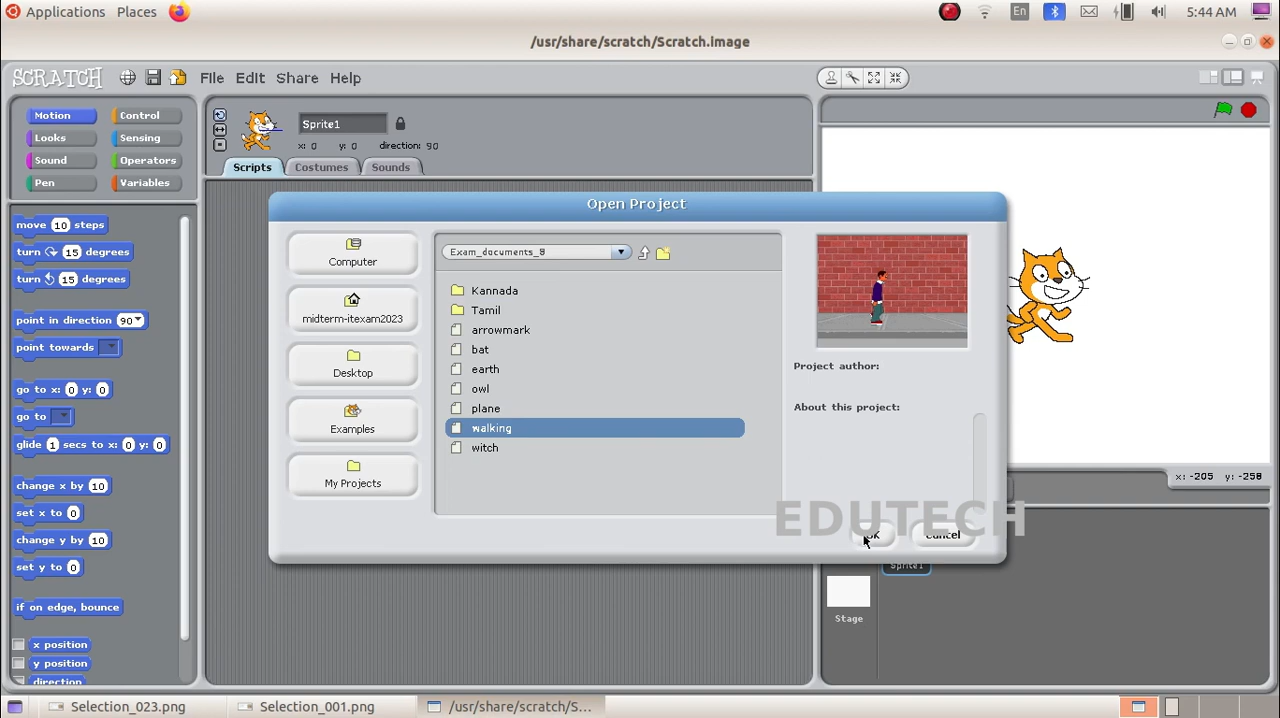 Applications Places En 5:44 AM
/usr/share/scratch/Scratch.image
SCRATCH File Edit Share Help
Motion Control
Looks Sensing
Sound Operators
Pen Variables
Sprite1
x: 0 y: 0 direction: 90
Scripts Costumes Sounds
move 10 steps
turn 15 degrees
turn 15 degrees
point in direction 90
point towards
go to x: 0 y: 0
go to
glide 1 secs to x: 0 y: 0
change x by 10
set x to 0
change y by 10
set y to 0
if on edge, bounce
x position
y position
direction
Open Project
Computer
midterm-itexam2023
Desktop
Examples
My Projects
Exam_documents_8
Kannada
Tamil
arrowmark
bat
earth
owl
plane
walking
witch
Project author:
About this project:
OK Cancel
EDUTECH
x: -205 y: -258
Sprite1
Stage
Selection_023.png Selection_001.png /usr/share/scratch/S...